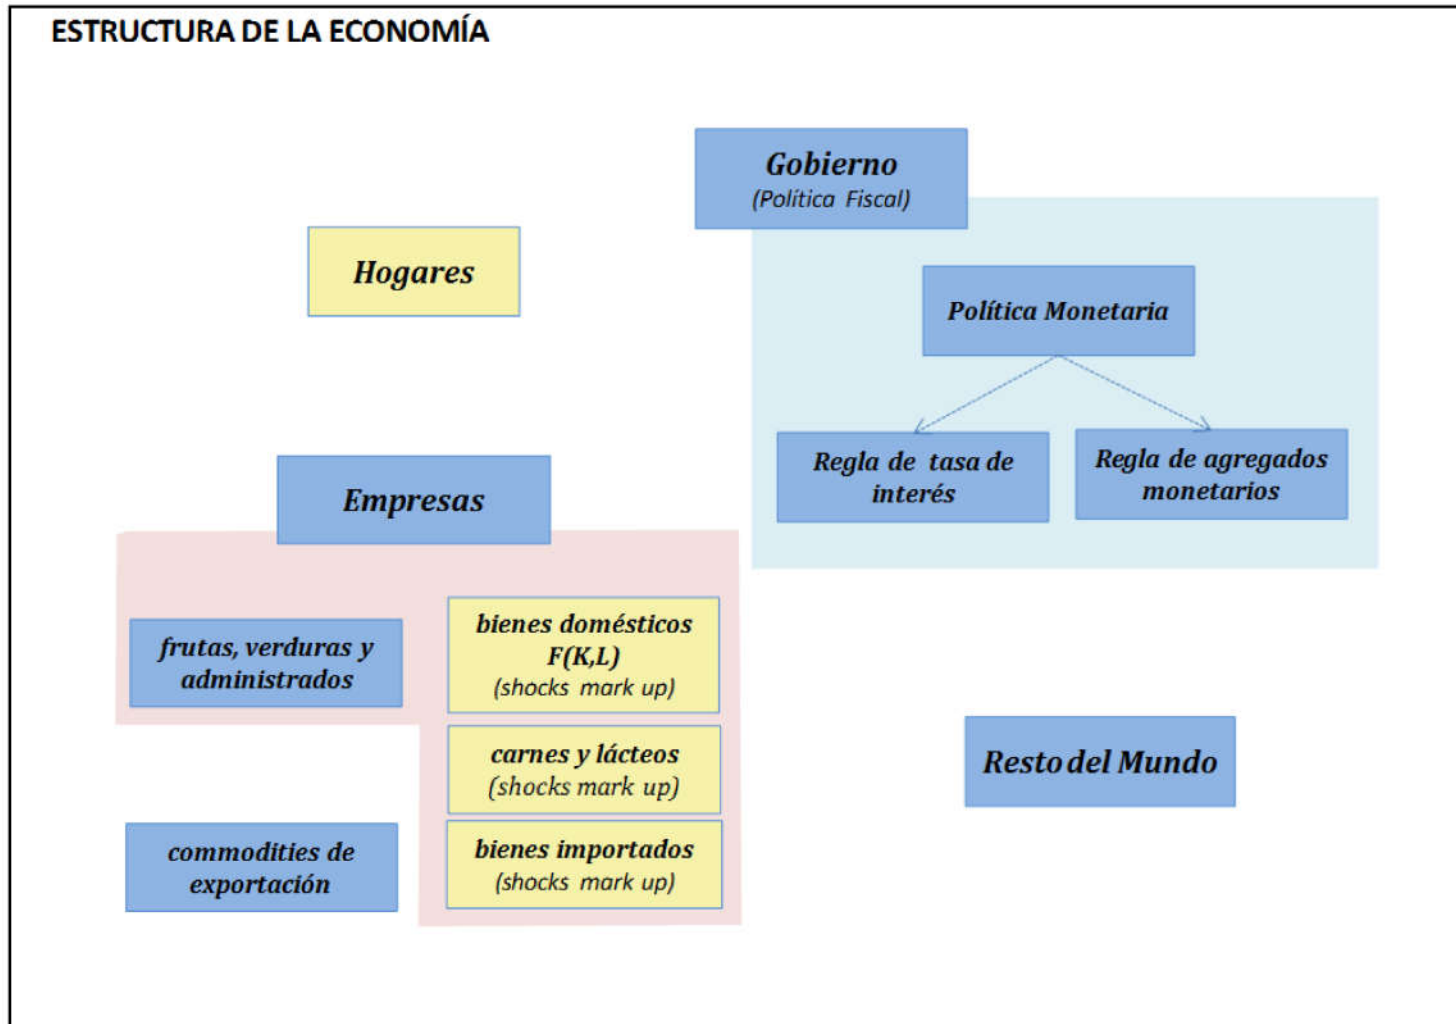 ESTRUCTURA DE LA ECONOMÍA
Gobierno
(Política Fiscal)
Hogares
Política Monetaria
Regla de tasa de
interés
Regla de agregados
monetarios
Empresas
frutas, verduras y
administrados
bienes domésticos
F(K,L)
(shocks mark up)
carnes y lácteos
(shocks mark up)
commodities de
exportación
bienes importados
(shocks mark up)
Resto del Mundo